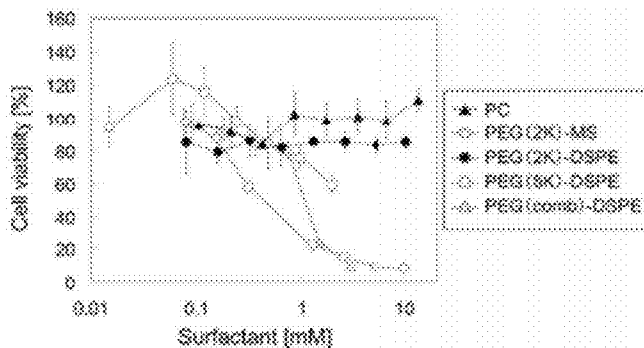 160
140
120
100
80
60
40
20
0
Cell viability [%]
0.01 0.1 1 10
Surfactant [mM]
PC
PEG(2K)-MS
PEG(2K)-DSPE
PEG(5K)-DSPE
PEG(comb)-DSPE